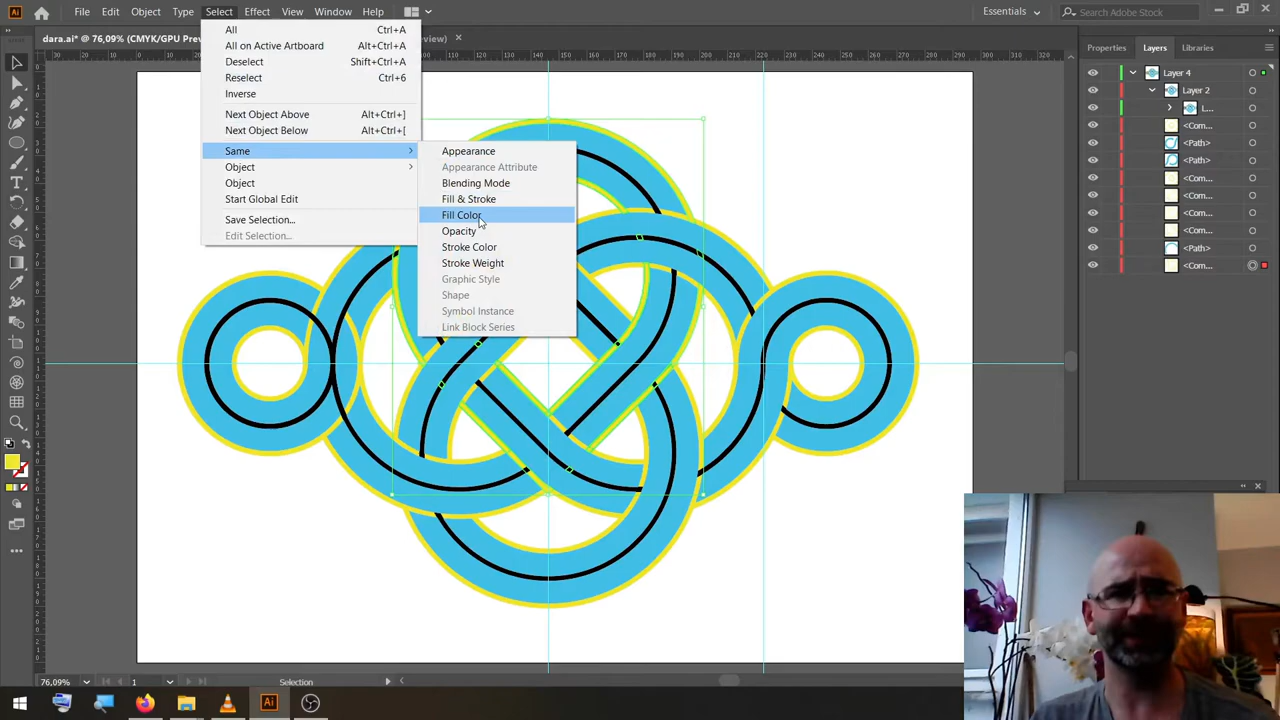 Ai File Edit Object Type Select Effect View Window Help Essentials Search Adobe Stock
dara.ai* @ 76,09% (CMYK/GPU Prev iew)
All Ctrl+A
All on Active Artboard Alt+Ctrl+A
Deselect Shift+Ctrl+A
Reselect Ctrl+6
Inverse
Next Object Above Alt+Ctrl+]
Next Object Below Alt+Ctrl+[
Same
Object
Object
Start Global Edit
Save Selection...
Edit Selection...
Appearance
Appearance Attribute
Blending Mode
Fill & Stroke
Fill Color
Opacity
Stroke Color
Stroke Weight
Graphic Style
Shape
Symbol Instance
Link Block Series
Properties Layers Libraries
Layer 4
Layer 2
L...
<Com...
<Path>
<Path>
<Com...
<Com...
<Com...
<Com...
<Path>
<Com...
76,09% 1 Selection
Ai